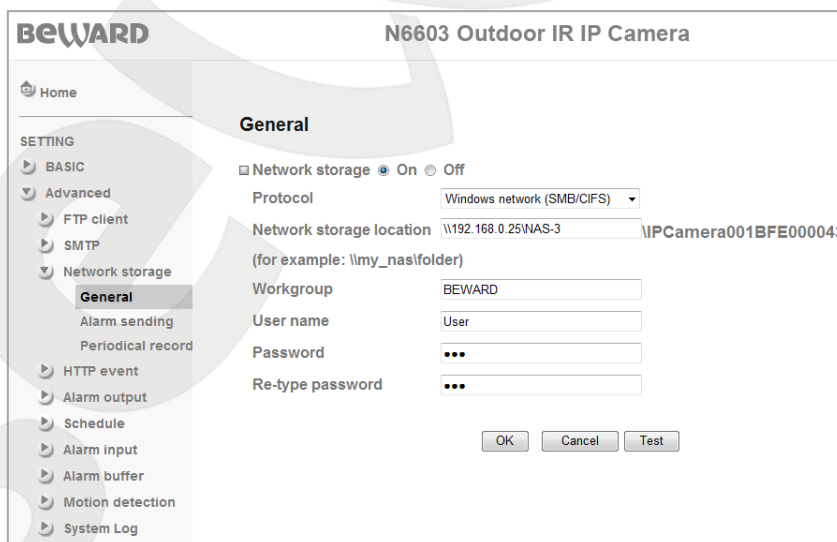 BEWARD
N6603 Outdoor IR IP Camera
Home
SETTING
BASIC
Advanced
FTP client
SMTP
Network storage
General
Alarm sending
Periodical record
HTTP event
Alarm output
Schedule
Alarm input
Alarm buffer
Motion detection
System Log
General
Network storage On Off
Protocol Windows network (SMB/CIFS)
Network storage location \\192.168.0.25\NAS-3 \IPCamera001BFE000043
(for example: \\my_nas\folder)
Workgroup BEWARD
User name User
Password •••
Re-type password •••
OK Cancel Test